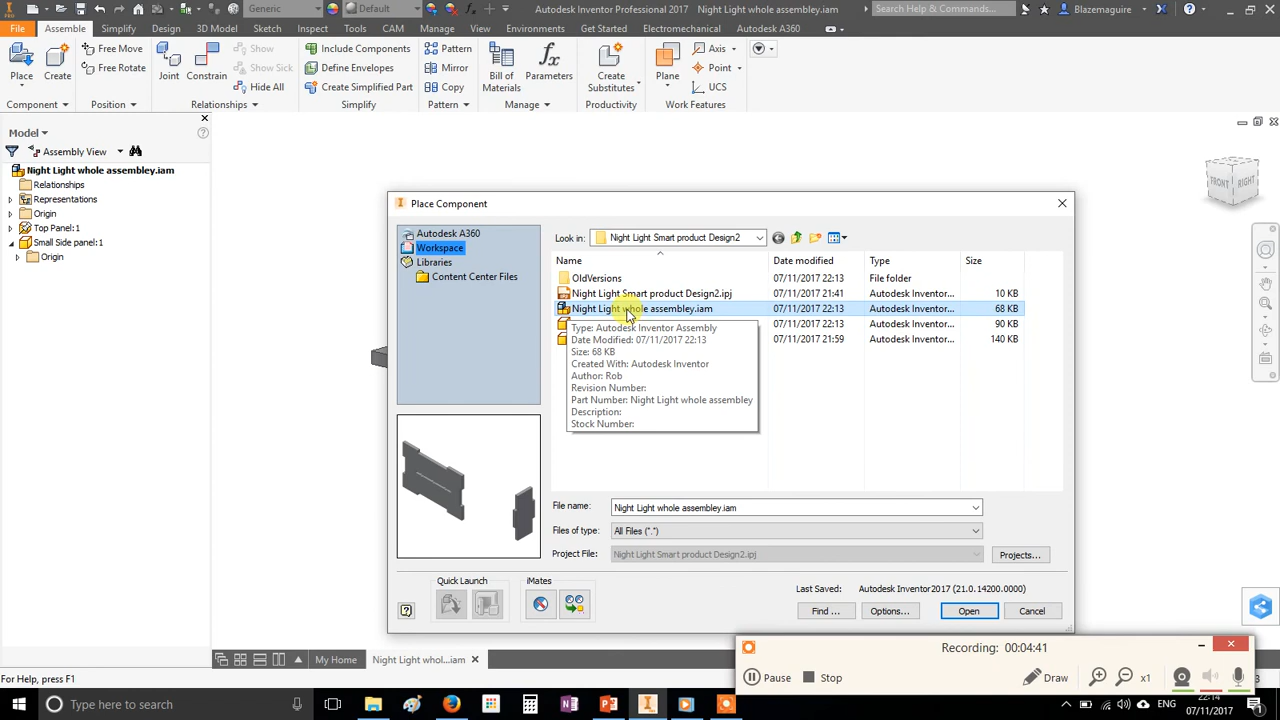 Generic
Default
Autodesk Inventor Professional 2017 Night Light whole assembley.iam
Search Help & Commands...
Blazemaguire
File Assemble Simplify Design 3D Model Sketch Inspect Tools CAM Manage View Environments Get Started Electromechanical Autodesk A360
Place
Create
Free Move
Free Rotate
Joint
Constrain
Show
Show Sick
Hide All
Include Components
Define Envelopes
Create Simplified Part
Pattern
Mirror
Copy
Bill of
Materials
Parameters
Create
Substitutes
Plane
Axis
Point
UCS
Component Position Relationships Simplify Pattern Manage Productivity Work Features
Model
Assembly View
Night Light whole assembley.iam
Relationships
Representations
Origin
Top Panel:1
Small Side panel:1
Origin
FRONT RIGHT
Place Component
Autodesk A360
Workspace
Libraries
Content Center Files
Look in: Night Light Smart product Design2
Name Date modified Type Size
OldVersions 07/11/2017 22:13 File folder
Night Light Smart product Design2.ipj 07/11/2017 21:41 Autodesk Inventor... 10 KB
Night Light whole assembley.iam 07/11/2017 22:13 Autodesk Inventor... 68 KB
07/11/2017 22:13 Autodesk Inventor... 90 KB
07/11/2017 21:59 Autodesk Inventor... 140 KB
Type: Autodesk Inventor Assembly
Date Modified: 07/11/2017 22:13
Size: 68 KB
Created With: Autodesk Inventor
Author: Rob
Revision Number:
Part Number: Night Light whole assembley
Description:
Stock Number:
File name: Night Light whole assembley.iam
Files of type: All Files (*.*)
Project File: Night Light Smart product Design2.ipj Projects...
Quick Launch iMates
Last Saved: Autodesk Inventor 2017 (21.0.14200.0000)
Find ... Options... Open Cancel
Recording: 00:04:41
Pause Stop Draw x1
My Home Night Light whol...iam
For Help, press F1
Type here to search
ENG
22:14
07/11/2017